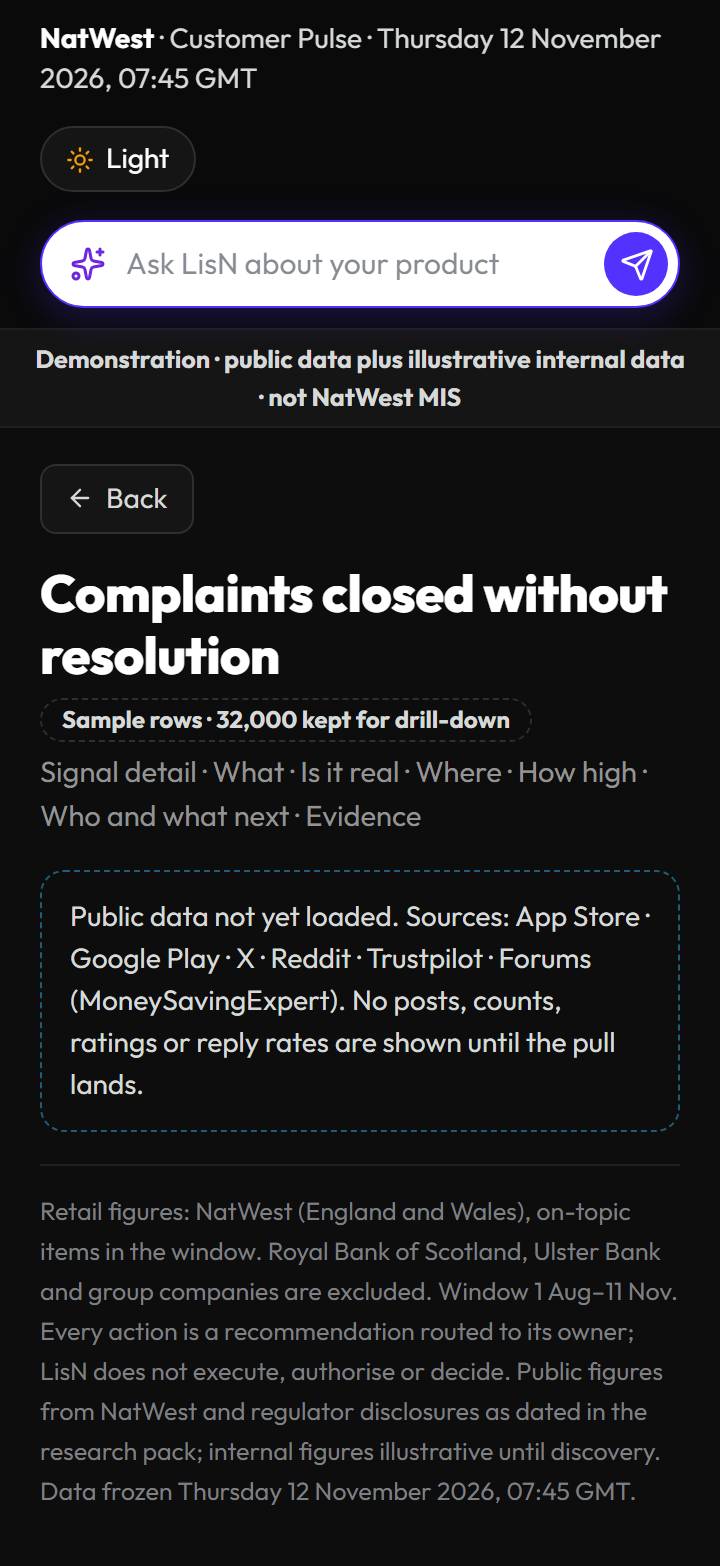 NatWest · Customer Pulse · Thursday 12 November
2026, 07:45 GMT
Light
Ask LisN about your product
Demonstration · public data plus illustrative internal data
· not NatWest MIS
Back
Complaints closed without
resolution
Sample rows · 32,000 kept for drill-down
Signal detail · What · Is it real · Where · How high ·
Who and what next · Evidence
Public data not yet loaded. Sources: App Store ·
Google Play · X · Reddit · Trustpilot · Forums
(MoneySavingExpert). No posts, counts,
ratings or reply rates are shown until the pull
lands.
Retail figures: NatWest (England and Wales), on-topic
items in the window. Royal Bank of Scotland, Ulster Bank
and group companies are excluded. Window 1 Aug–11 Nov.
Every action is a recommendation routed to its owner;
LisN does not execute, authorise or decide. Public figures
from NatWest and regulator disclosures as dated in the
research pack; internal figures illustrative until discovery.
Data frozen Thursday 12 November 2026, 07:45 GMT.